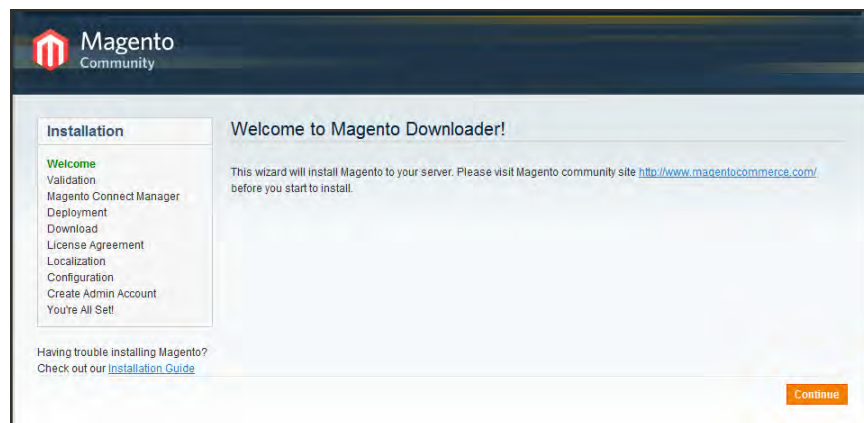 Magento
Community
Installation
Welcome
Validation
Magento Connect Manager
Deployment
Download
License Agreement
Localization
Configuration
Create Admin Account
You're All Set!
Having trouble installing Magento?
Check out our Installation Guide
Welcome to Magento Downloader!
This wizard will install Magento to your server. Please visit Magento community site http://www.magentocommerce.com/
before you start to install.
Continue